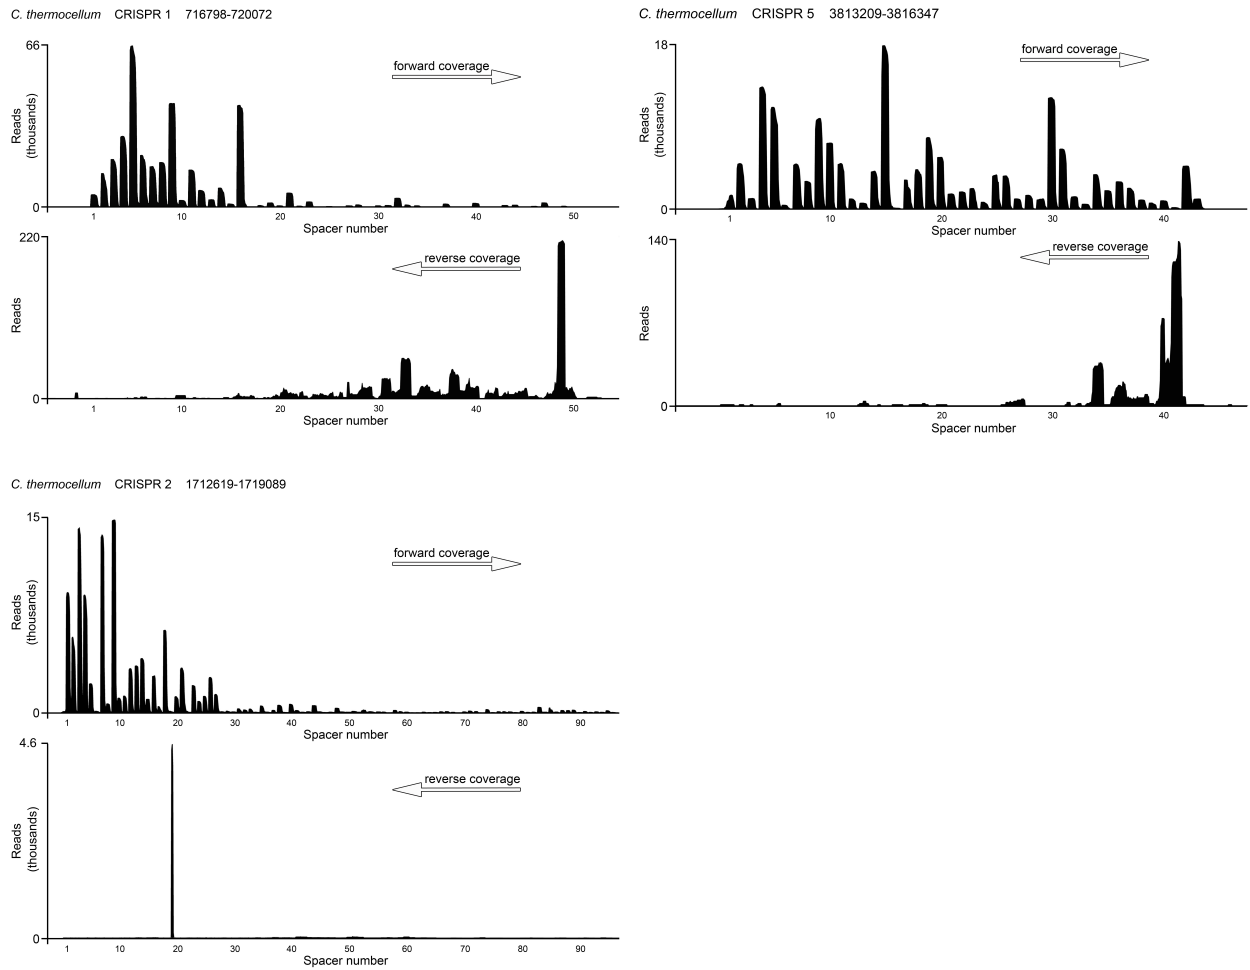 C. thermocellum CRISPR 1 716798-720072
66
forward coverage
Reads
(thousands)
0
1 10 20 30 40 50
Spacer number
220
reverse coverage
Reads
0
1 10 20 30 40 50
Spacer number
C. thermocellum CRISPR 5 3813209-3816347
18
forward coverage
Reads
(thousands)
0
1 10 20 30 40
Spacer number
140
reverse coverage
Reads
0
10 20 30 40
Spacer number
C. thermocellum CRISPR 2 1712619-1719089
15
forward coverage
Reads
(thousands)
0
1 10 20 30 40 50 60 70 80 90
Spacer number
4.6
reverse coverage
Reads
(thousands)
0
1 10 20 30 40 50 60 70 80 90
Spacer number